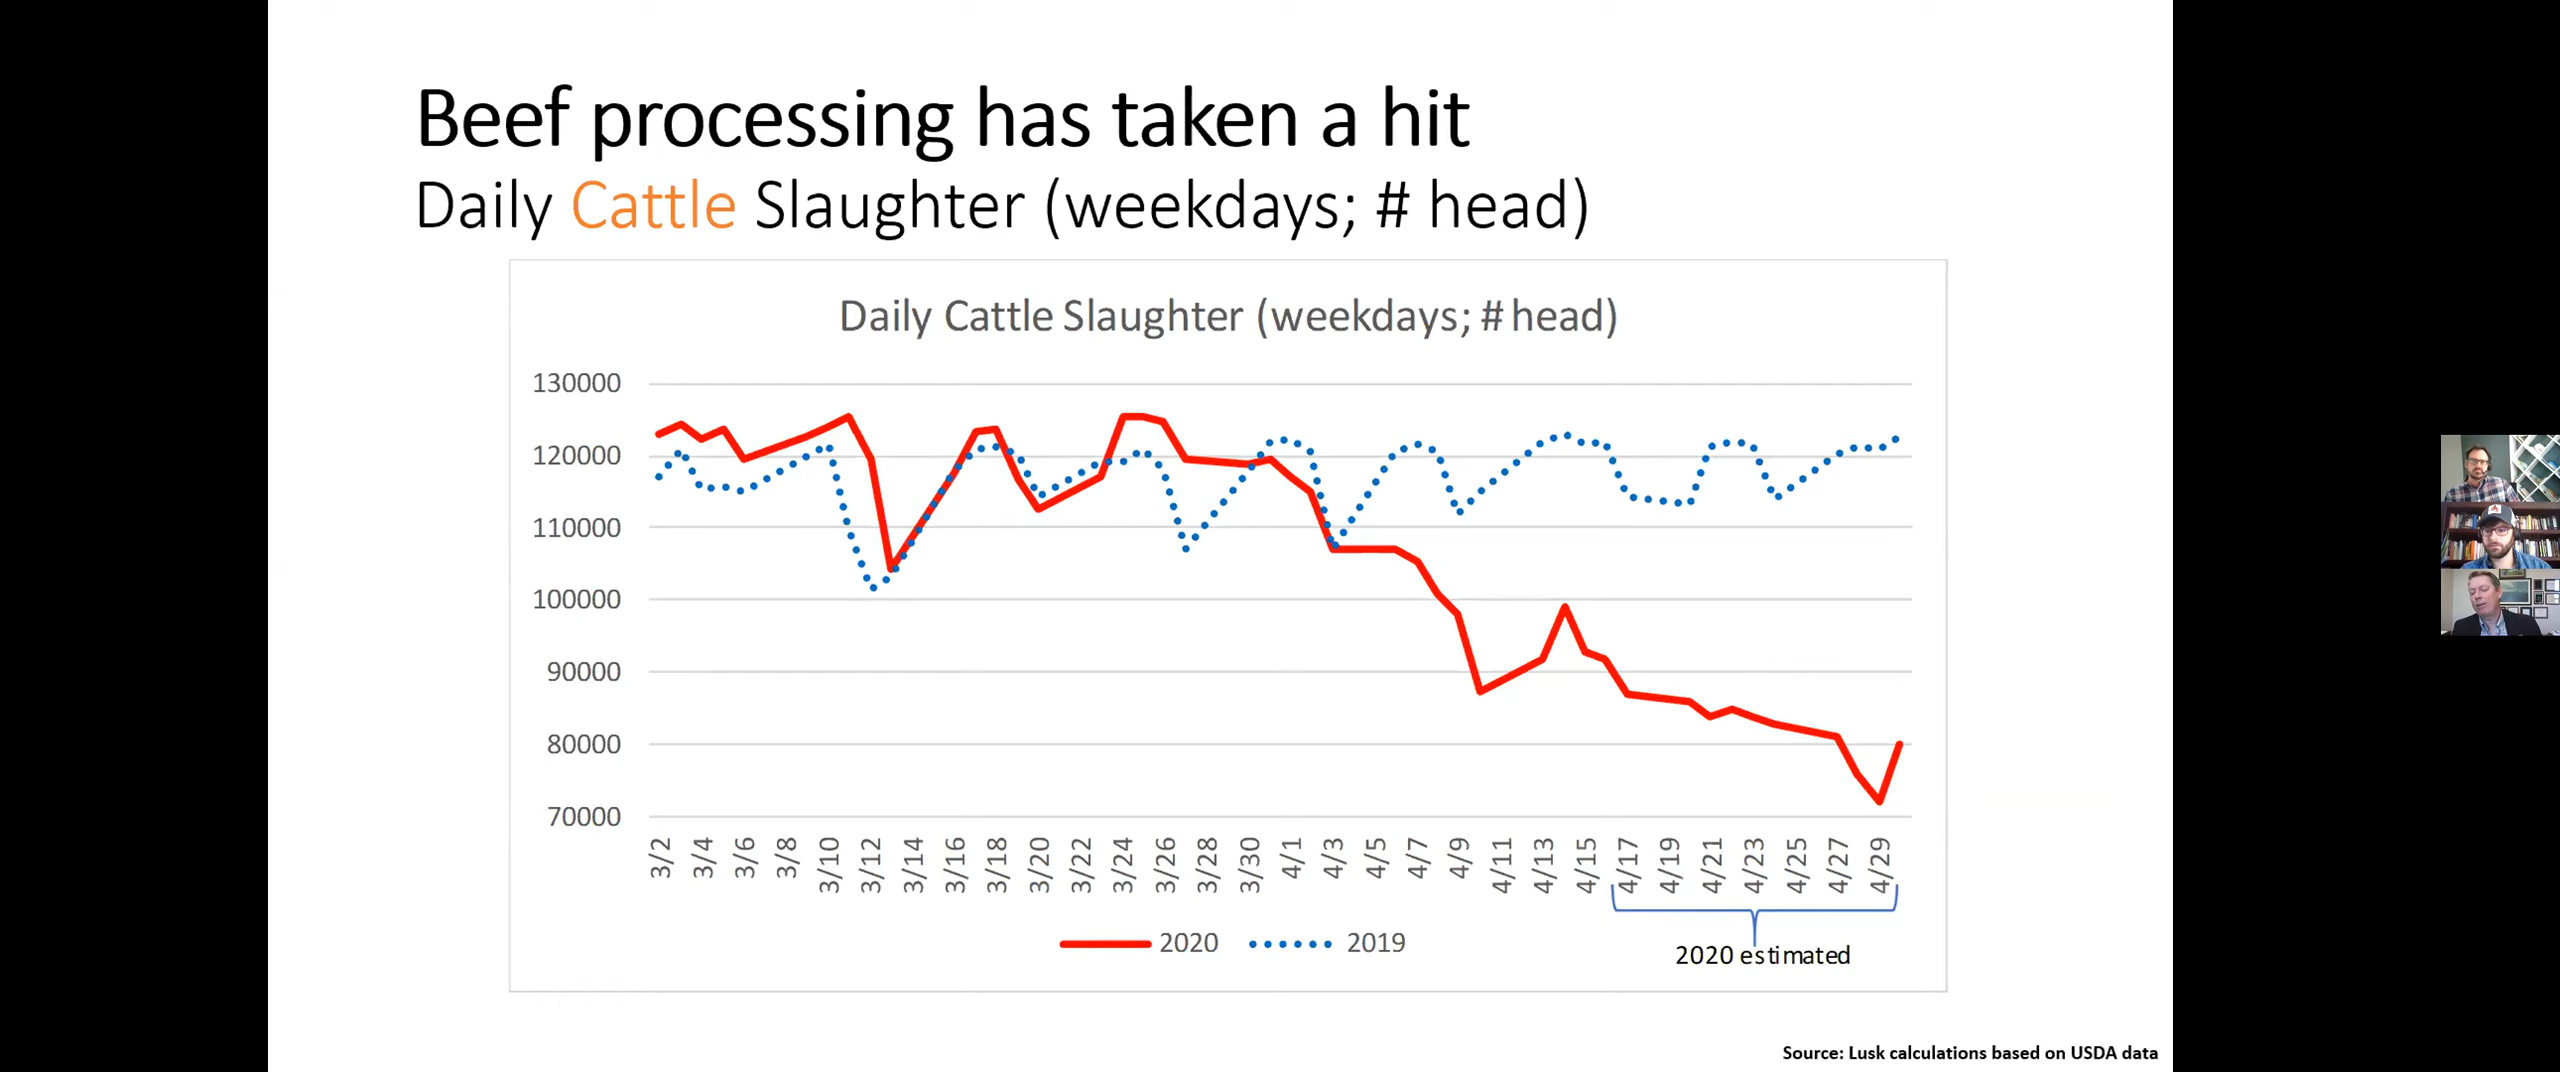 Beef processing has taken a hit
Daily Cattle Slaughter (weekdays; # head)
Daily Cattle Slaughter (weekdays; # head)
130000
120000
110000
100000
90000
80000
70000
3/2 3/4 3/6 3/8 3/10 3/12 3/14 3/16 3/18 3/20 3/22 3/24 3/26 3/28 3/30 4/1 4/3 4/5 4/7 4/9 4/11 4/13 4/15 4/17 4/19 4/21 4/23 4/25 4/27 4/29
2020 2019
2020 estimated
Source: Lusk calculations based on USDA data